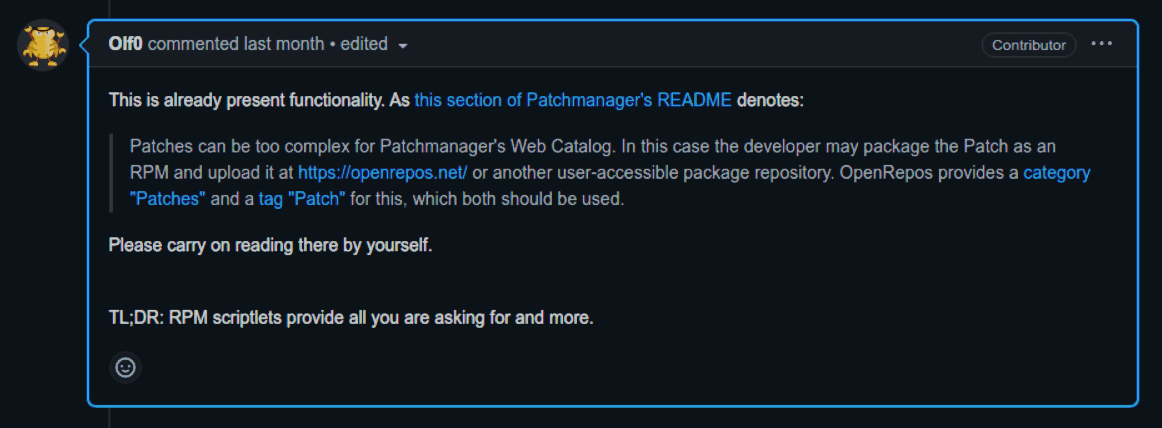 Olf0 commented last month • edited
Contributor
This is already present functionality. As this section of Patchmanager's README denotes:
Patches can be too complex for Patchmanager's Web Catalog. In this case the developer may package the Patch as an
RPM and upload it at https://openrepos.net/ or another user-accessible package repository. OpenRepos provides a category
"Patches" and a tag "Patch" for this, which both should be used.
Please carry on reading there by yourself.
TL;DR: RPM scriptlets provide all you are asking for and more.